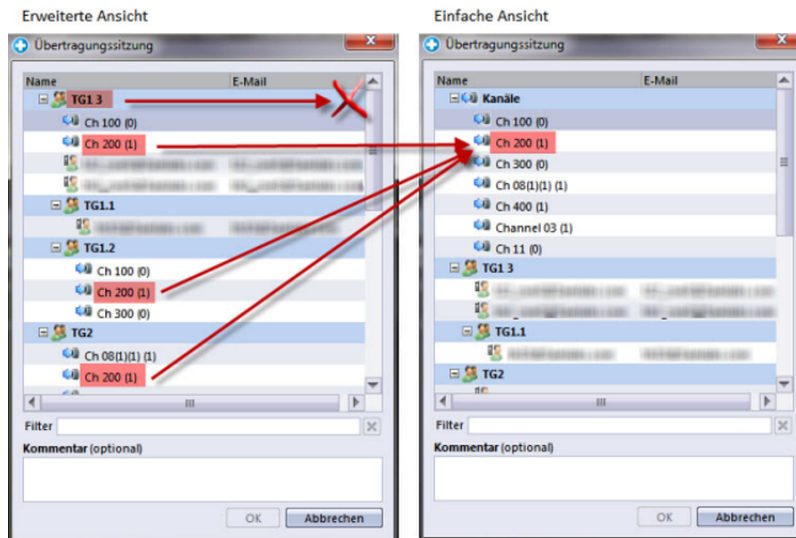 Erweiterte Ansicht
Übertragungssitzung
Name E-Mail
TG1 3
Ch 100 (0)
Ch 200 (1)
TG1.1
TG1.2
Ch 100 (0)
Ch 200 (1)
Ch 300 (0)
TG2
Ch 08(1)(1) (1)
Ch 200 (1)
Filter
Kommentar (optional)
OK Abbrechen
Einfache Ansicht
Übertragungssitzung
Name E-Mail
Kanäle
Ch 100 (0)
Ch 200 (1)
Ch 300 (0)
Ch 08(1)(1) (1)
Ch 400 (1)
Channel 03 (1)
Ch 11 (0)
TG1 3
TG1.1
TG2
Filter
Kommentar (optional)
OK Abbrechen